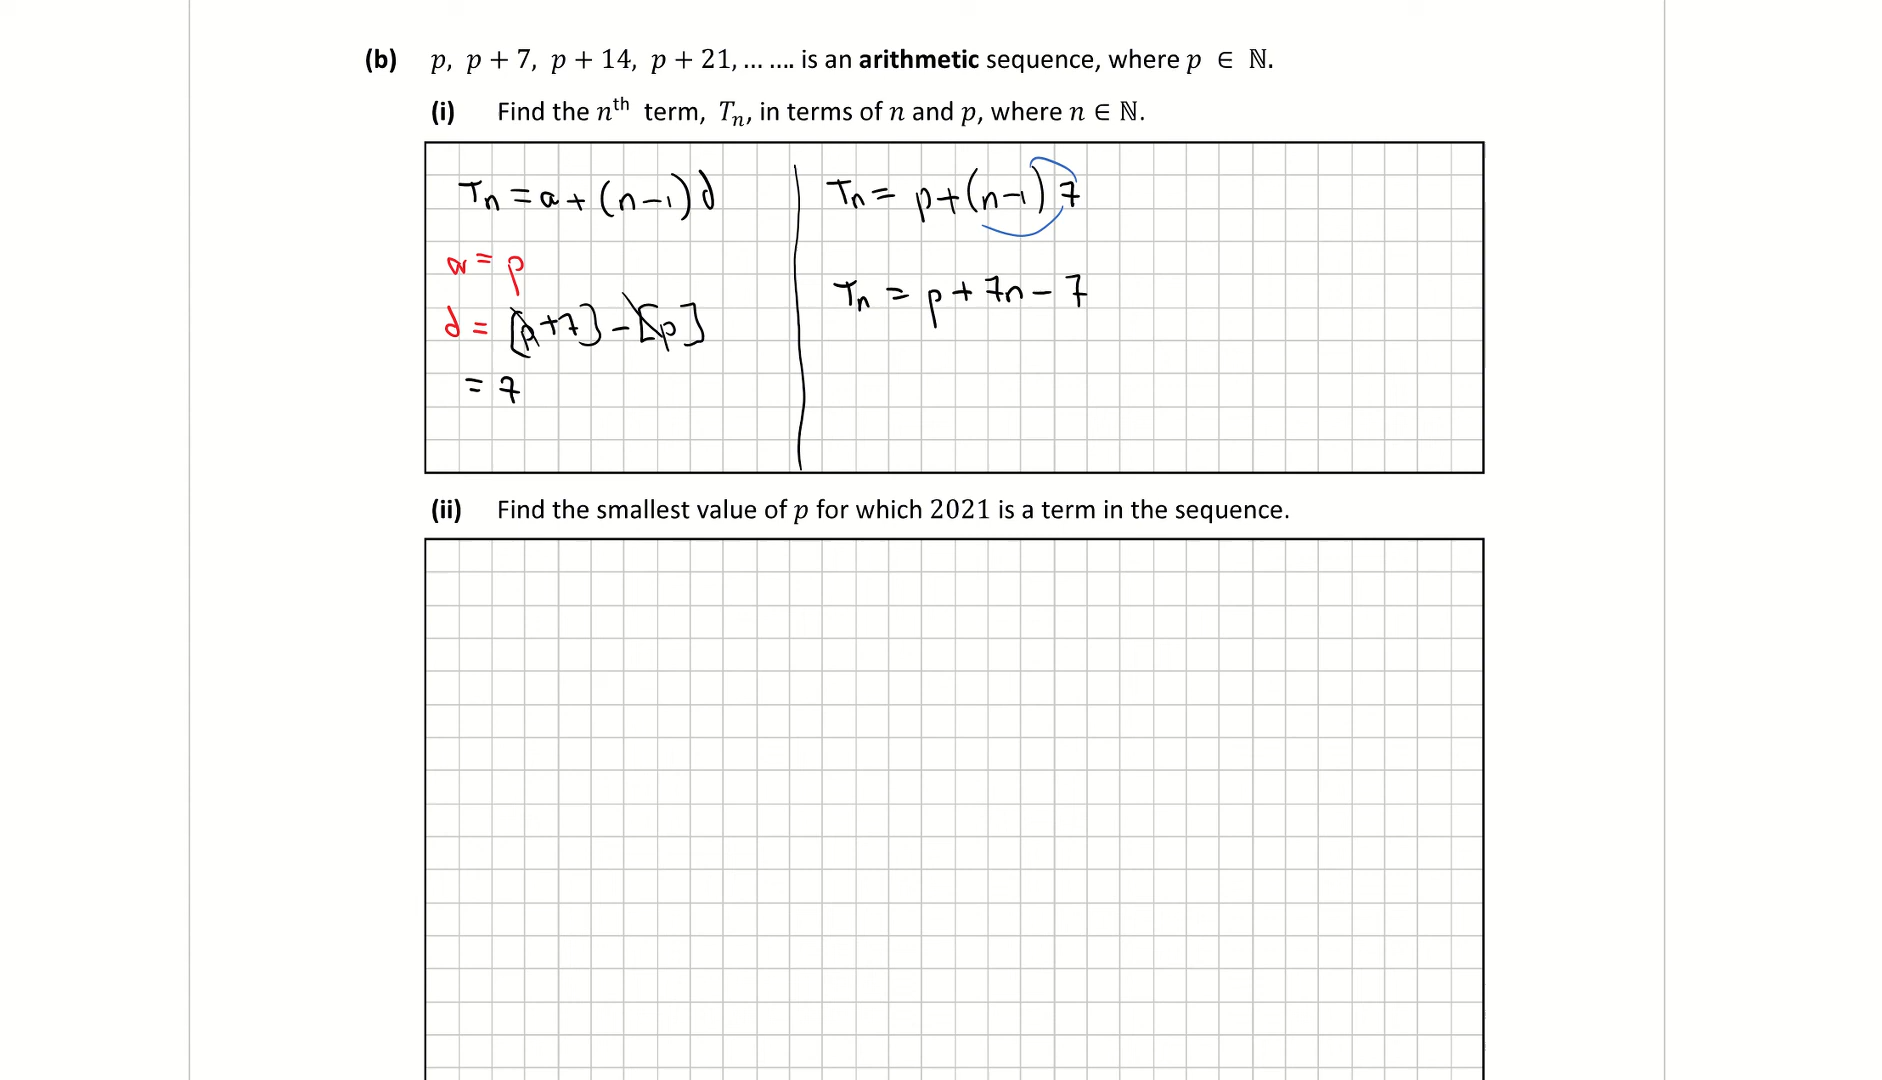 (b) p, p + 7, p + 14, p + 21, ... .... is an arithmetic sequence, where p ∈ ℕ.
(i) Find the nᵗʰ term, Tₙ, in terms of n and p, where n ∈ ℕ.
Tₙ = a + (n-1)d
a = p
d = [p+7] - [p]
= 7
Tₙ = p + (n-1)7
Tₙ = p + 7n - 7
(ii) Find the smallest value of p for which 2021 is a term in the sequence.